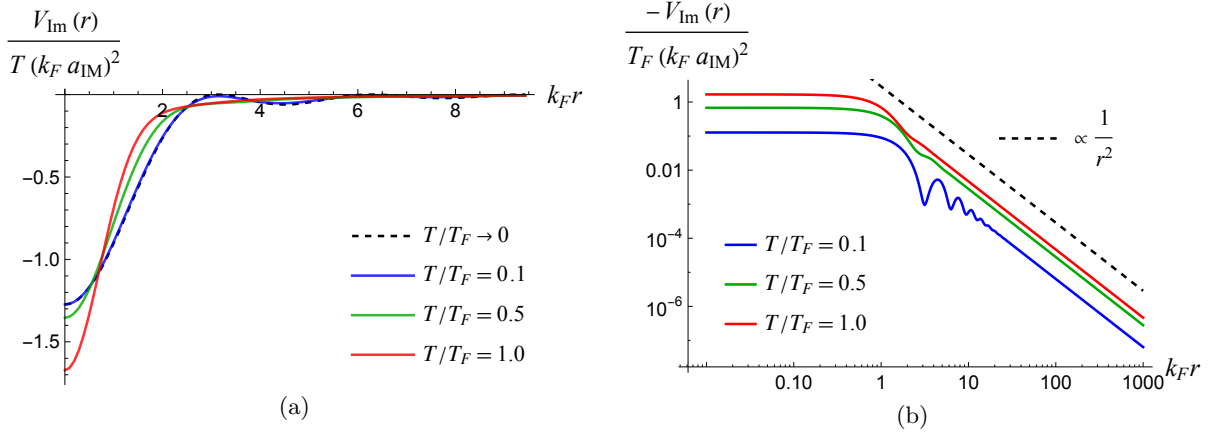 V_Im (r)
T (k_F a_IM)^2
2 4 6 8 k_F r
-0.5
-1.0
-1.5
T/T_F → 0
T/T_F = 0.1
T/T_F = 0.5
T/T_F = 1.0
(a)
-V_Im (r)
T_F (k_F a_IM)^2
1
0.01
10^-4
10^-6
∝ 1/r^2
T/T_F = 0.1
T/T_F = 0.5
T/T_F = 1.0
0.10 1 10 100 1000 k_F r
(b)